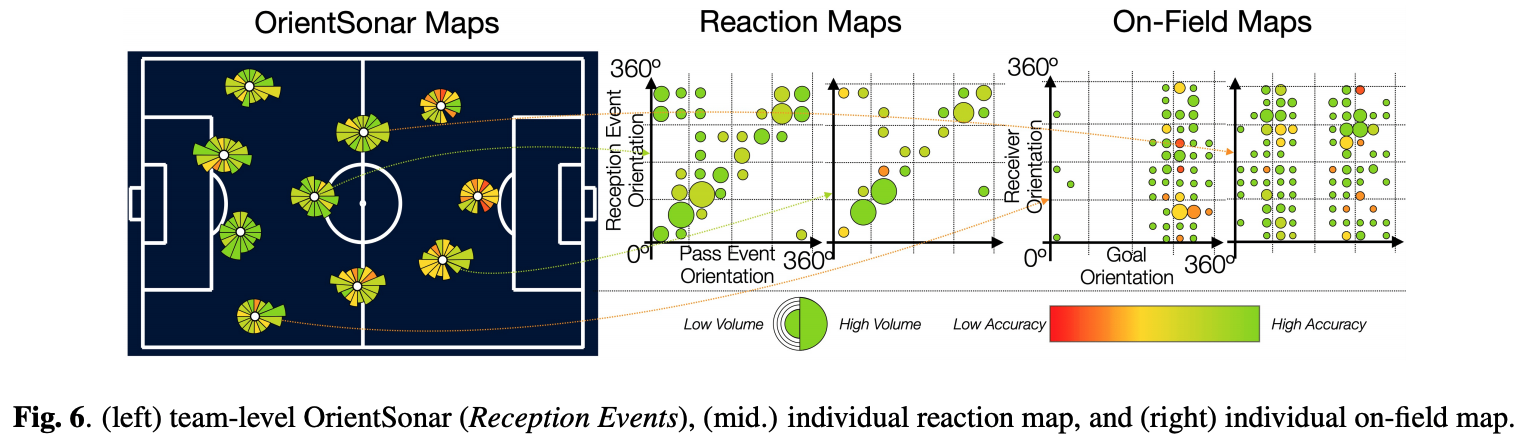 OrientSonar Maps
Reaction Maps
On-Field Maps
360º
Reception Event
Orientation
0º
Pass Event
Orientation
360º
360º
Receiver
Orientation
0º
Goal
Orientation
360º
Low Volume
High Volume
Low Accuracy
High Accuracy
Fig. 6. (left) team-level OrientSonar (Reception Events), (mid.) individual reaction map, and (right) individual on-field map.